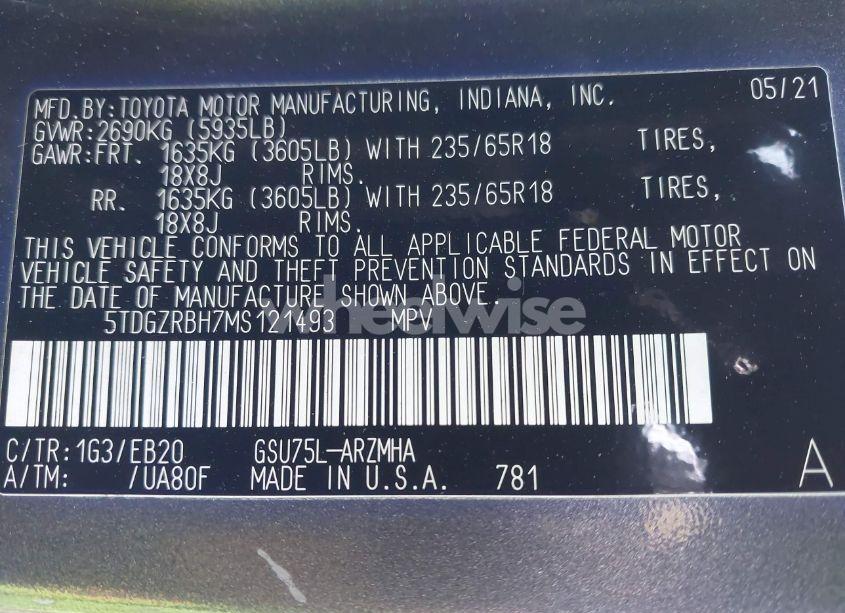 MFD.BY:TOYOTA MOTOR MANUFACTURING, INDIANA, INC. 05/21
GVWR:2690KG (5935LB)
GAWR:FRT. 1635KG (3605LB) WITH 235/65R18 TIRES,
18X8J RIMS.
RR. 1635KG (3605LB) WITH 235/65R18 TIRES,
18X8J RIMS.
THIS VEHICLE CONFORMS TO ALL APPLICABLE FEDERAL MOTOR
VEHICLE SAFETY AND THEFT PREVENTION STANDARDS IN EFFECT ON
THE DATE OF MANUFACTURE SHOWN ABOVE.
5TDGZRBH7MS121493 MPV
wheelwise
C/TR:1G3/EB20 GSU75L-ARZMHA
A/TM: /UA80F MADE IN U.S.A. 781 A